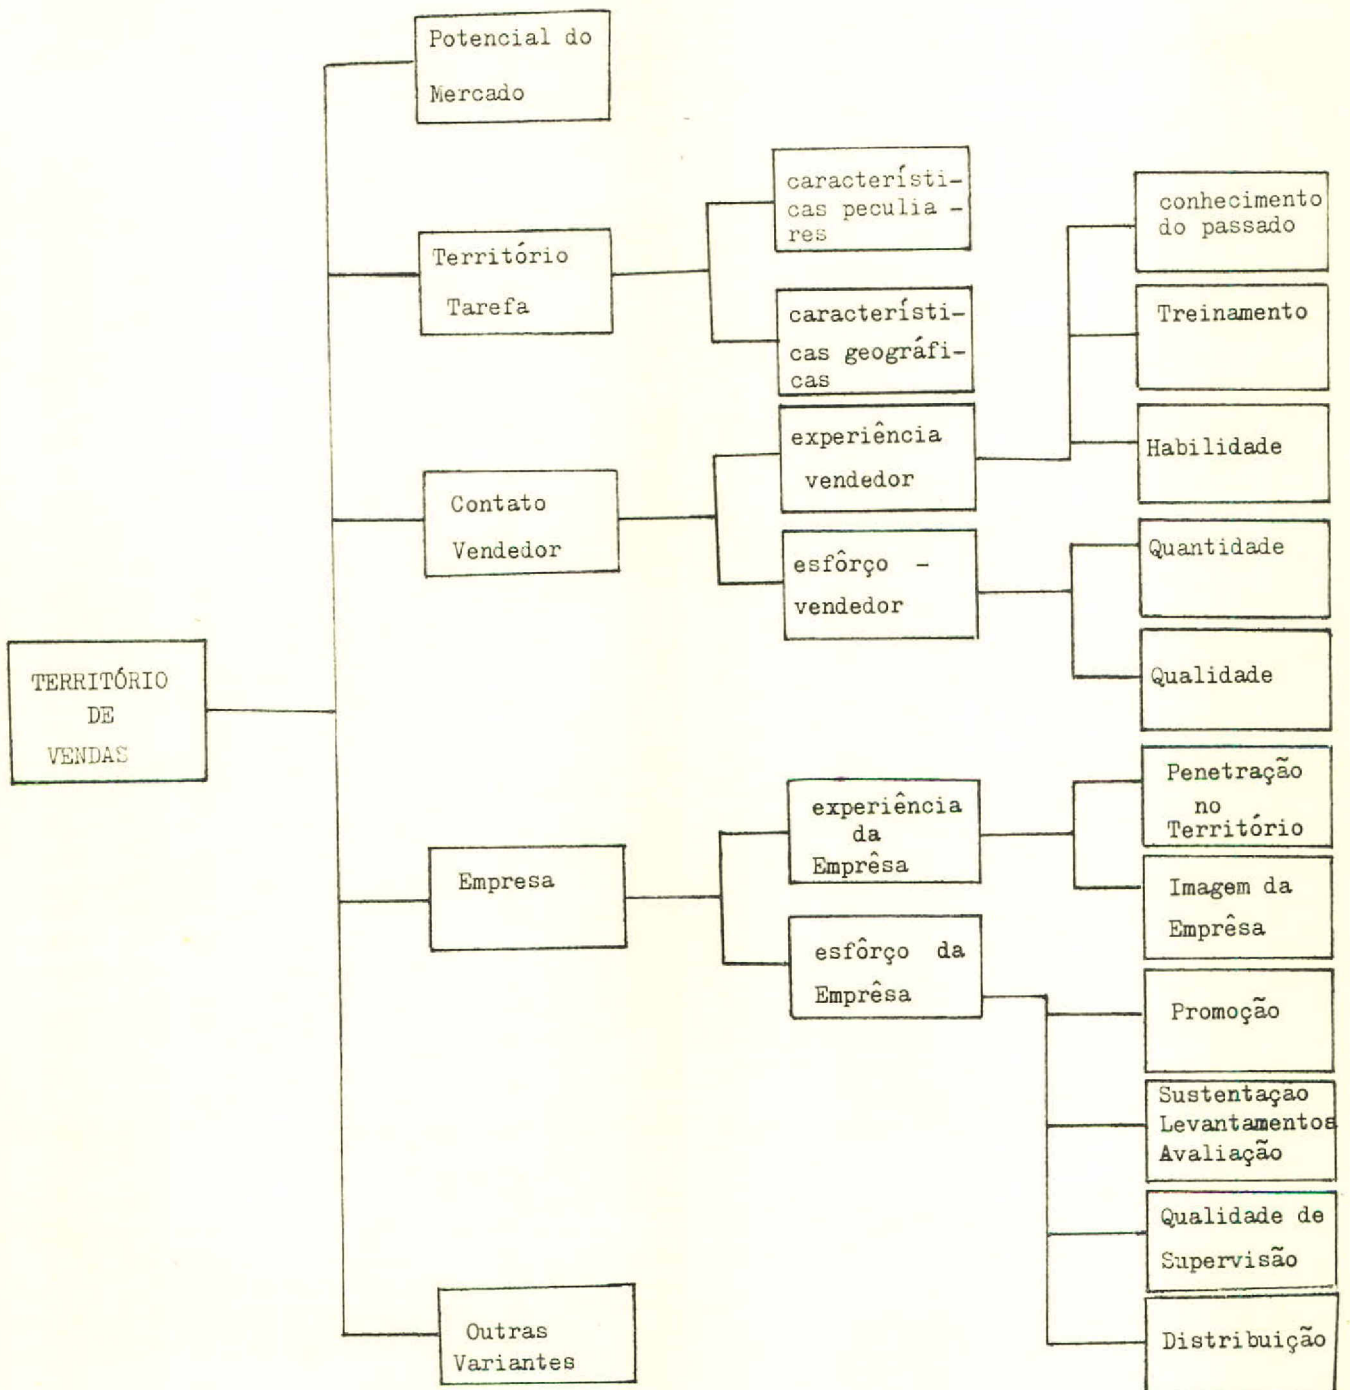 Potencial do
Mercado
Território
Tarefa
característi-
cas peculia -
res
característi-
cas geográfi-
cas
Contato
Vendedor
experiência
vendedor
conhecimento
do passado
Treinamento
Habilidade
esfôrço -
vendedor
Quantidade
Qualidade
TERRITÓRIO
DE
VENDAS
Empresa
experiência
da
Emprêsa
Penetração
no
Território
Imagem da
Emprêsa
esfôrço da
Emprêsa
Promoção
Sustentaçao
Levantamentos
Avaliação
Qualidade de
Supervisão
Distribuição
Outras
Variantes